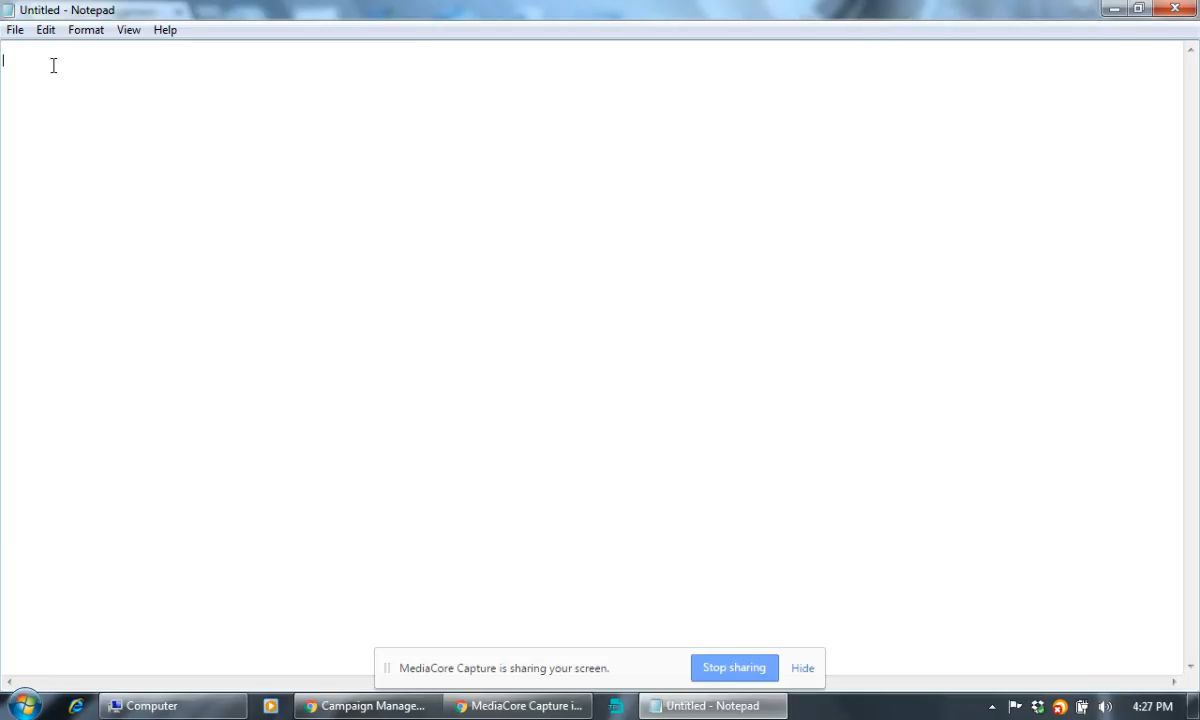 Untitled - Notepad
File Edit Format View Help
MediaCore Capture is sharing your screen. Stop sharing Hide
Computer Campaign Manage... MediaCore Capture i... Untitled - Notepad 4:27 PM